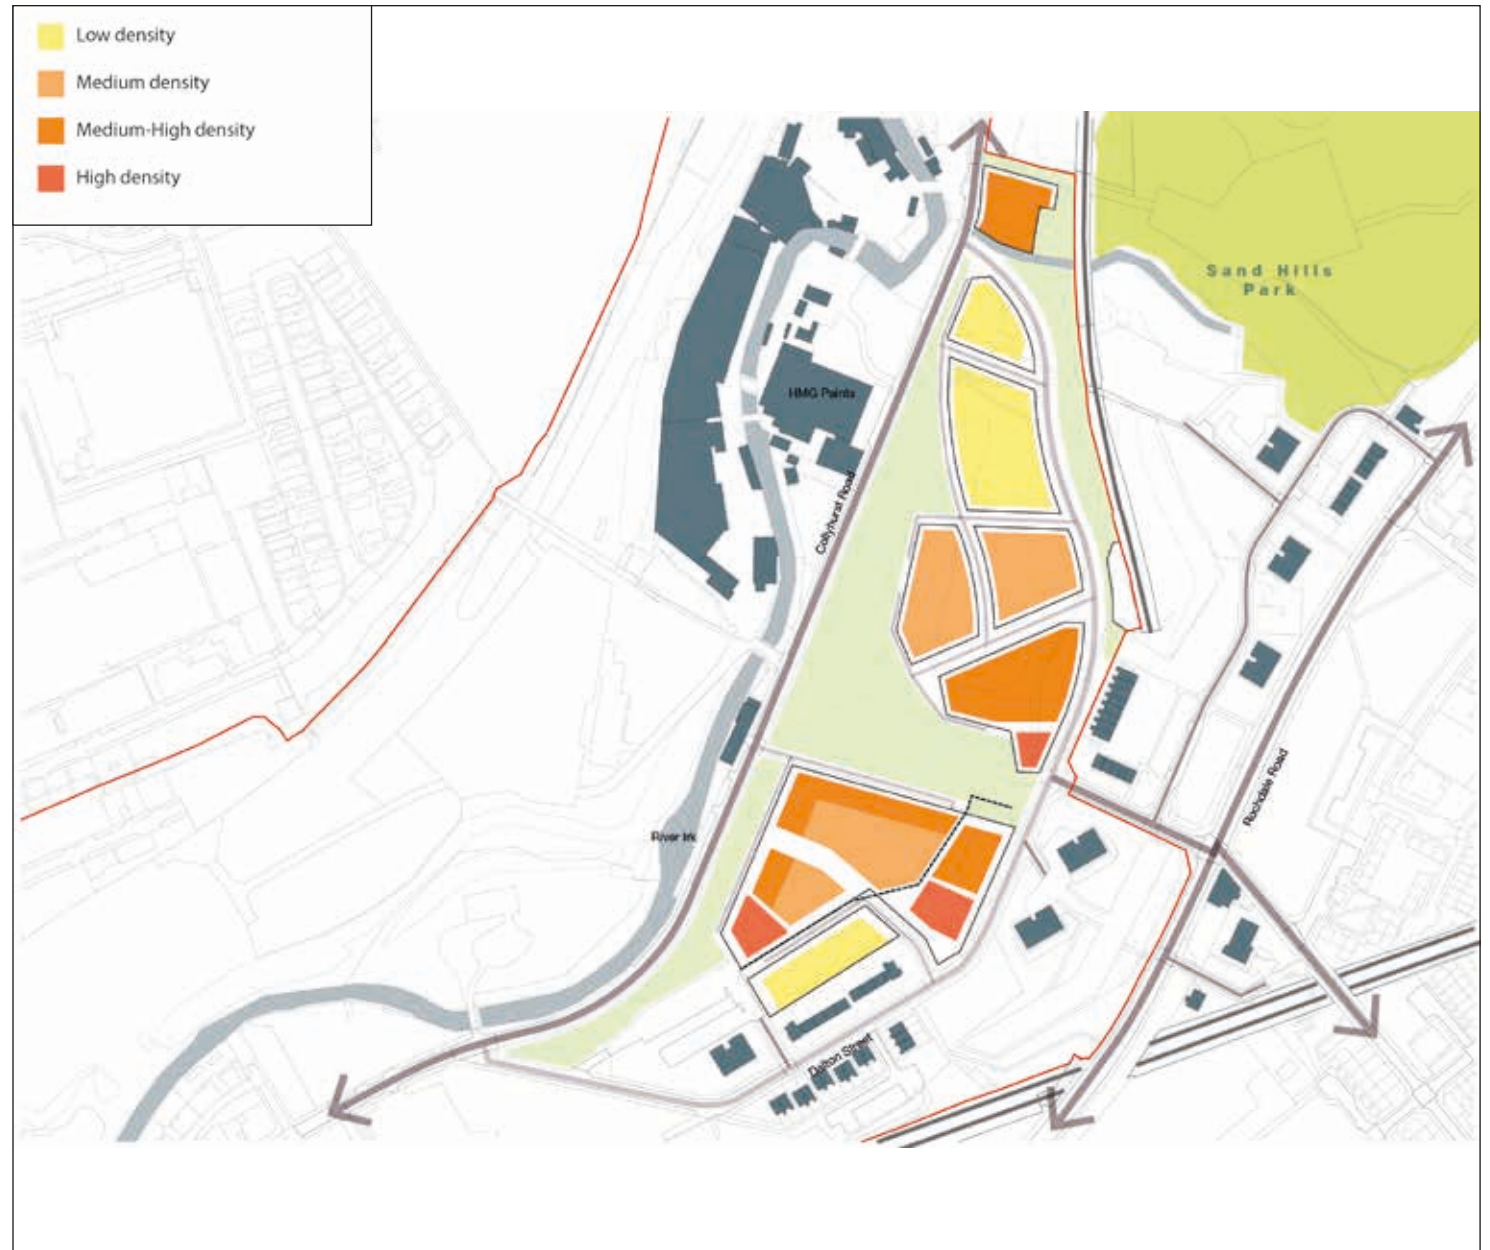 Low density
Medium density
Medium-High density
High density
Sand Hills
Park
HMG Paints
Collyhurst Road
Rochdale Road
River Irk
Dalton Street